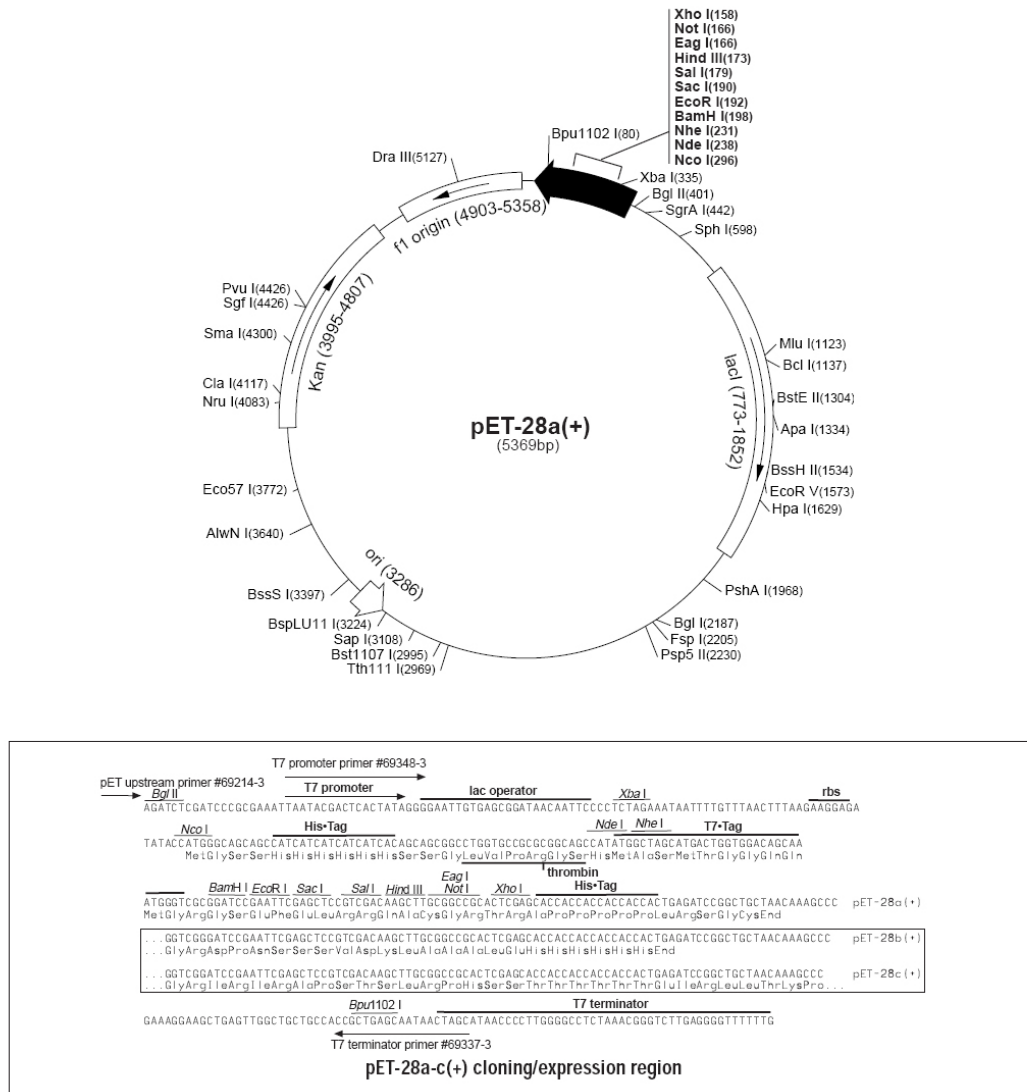 Xho I(158)
Not I(166)
Eag I(166)
Hind III(173)
Sal I(179)
Sac I(190)
EcoR I(192)
BamH I(198)
Nhe I(231)
Nde I(238)
Nco I(296)
Bpu1102 I(80)
Dra III(5127)
Xba I(335)
Bgl II(401)
SgrA I(442)
Sph I(598)
f1 origin (4903-5358)
Pvu I(4426)
Sgf I(4426)
Sma I(4300)
Kan (3995-4807)
Cla I(4117)
Nru I(4083)
Mlu I(1123)
Bcl I(1137)
BstE II(1304)
Apa I(1334)
lacI (773-1852)
BssH II(1534)
EcoR V(1573)
Hpa I(1629)
pET-28a(+)
(5369bp)
Eco57 I(3772)
AlwN I(3640)
ori (3286)
BssS I(3397)
BspLU11 I(3224)
Sap I(3108)
Bst1107 I(2995)
Tth111 I(2969)
PshA I(1968)
Bgl I(2187)
Fsp I(2205)
Psp5 II(2230)
T7 promoter primer #69348-3
pET upstream primer #69214-3
Bgl II T7 promoter lac operator Xba I rbs
AGATCTCGATCCCGCGAAATTAATACGACTCACTATAGGGGAATTGTGAGCGGATAACAATTCCCCTCTAGAAATAATTTTGTTTAACTTTAAGAAGGAGA
Nco I His•Tag Nde I Nhe I T7•Tag
TATACCATGGGCAGCAGCCATCATCATCATCATCACAGCAGCGGCCTGGTGCCGCGCGGCAGCCATATGGCTAGCATGACTGGTGGACAGCAA
MetGlySerSerHisHisHisHisHisHisSerSerGlyLeuValProArgGlySerHisMetAlaSerMetThrGlyGlyGlnGln
thrombin
BamH I EcoR I Sac I Sal I Hind III Eag I Not I Xho I His•Tag
ATGGGTCGCGGATCCGAATTCGAGCTCCGTCGACAAGCTTGCGGCCGCACTCGAGCACCACCACCACCACCACTGAGATCCGGCTGCTAACAAAGCCC pET-28a(+)
MetGlyArgGlySerGluPheGluLeuArgArgGlnAlaCysGlyArgThrArgAlaProProProProProProLeuArgSerGlyCysEnd
...GGTCGGGATCCGAATTCGAGCTCCGTCGACAAGCTTGCGGCCGCACTCGAGCACCACCACCACCACCACTGAGATCCGGCTGCTAACAAAGCCC pET-28b(+)
...GlyArgAspProAsnSerSerSerValAspLysLeuAlaAlaAlaLeuGluHisHisHisHisHisHisEnd
...GGTCGGATCCGAATTCGAGCTCCGTCGACAAGCTTGCGGCCGCACTCGAGCACCACCACCACCACCACTGAGATCCGGCTGCTAACAAAGCCC pET-28c(+)
...GlyArgIleArgIleArgAlaProSerThrSerLeuArgProHisSerSerThrThrThrThrThrThrGluIleArgLeuLeuThrLysPro...
Bpu1102 I T7 terminator
GAAAGGAAGCTGAGTTGGCTGCTGCCACCGCTGAGCAATAACTAGCATAACCCCTTGGGGCCTCTAAACGGGTCTTGAGGGGTTTTTTG
T7 terminator primer #69337-3
pET-28a-c(+) cloning/expression region